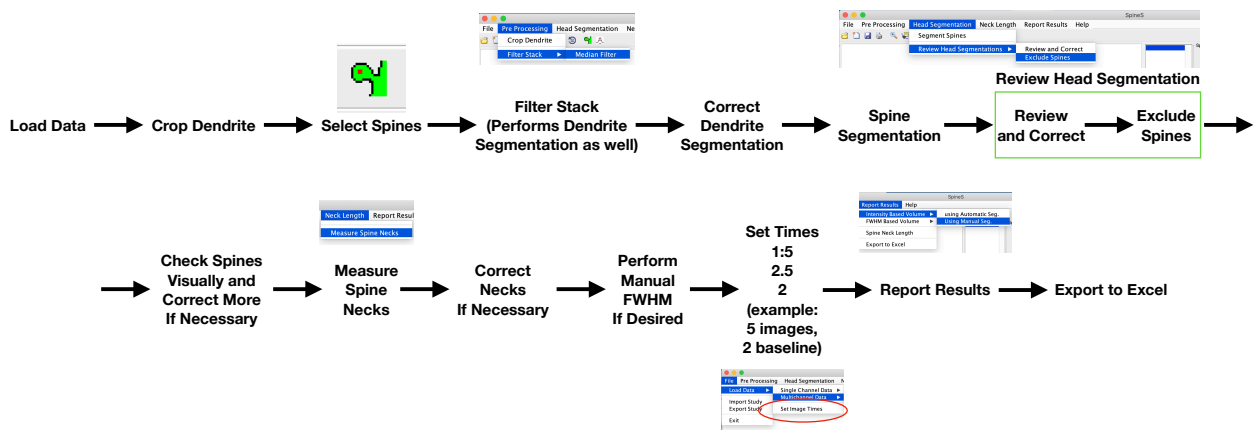 File Pre Processing Head Segmentation Ne
Crop Dendrite
Filter Stack Median Filter
SpineS
File Pre Processing Head Segmentation Neck Length Report Results Help
Segment Spines
Review Head Segmentations Review and Correct
Exclude Spines
Review Head Segmentation
Load Data
Crop Dendrite
Select Spines
Filter Stack
(Performs Dendrite
Segmentation as well)
Correct
Dendrite
Segmentation
Spine
Segmentation
Review
and Correct
Exclude
Spines
Neck Length Report Resul
Measure Spine Necks
SpineS
Report Results Help
Intensity Based Volume using Automatic Seg.
FWHM Based Volume Using Manual Seg.
Spine Neck Length
Export to Excel
Check Spines
Visually and
Correct More
If Necessary
Measure
Spine
Necks
Correct
Necks
If Necessary
Perform
Manual
FWHM
If Desired
Set Times
1:5
2.5
2
(example:
5 images,
2 baseline)
Report Results
Export to Excel
File Pre Processing Head Segmentation N
Load Data Single Channel Data
Multichannel Data
Import Study
Export Study Set Image Times
Exit